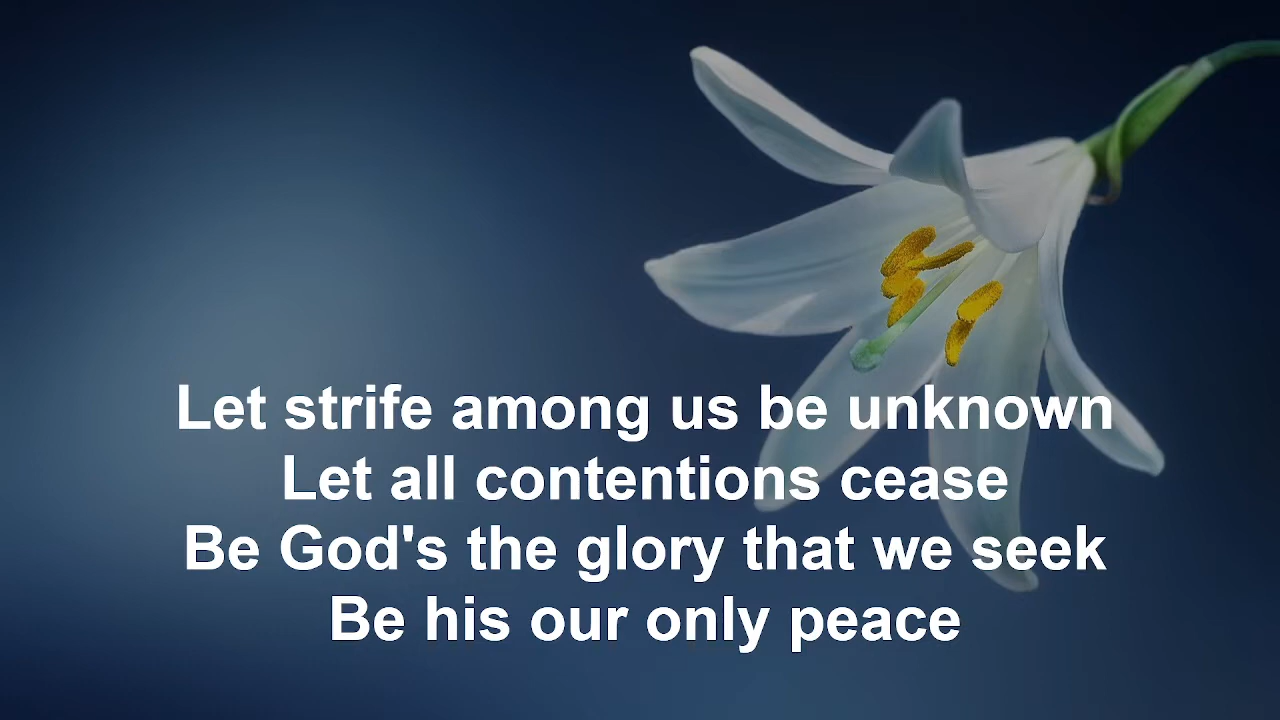 Let strife among us be unknown
Let all contentions cease
Be God's the glory that we seek
Be his our only peace